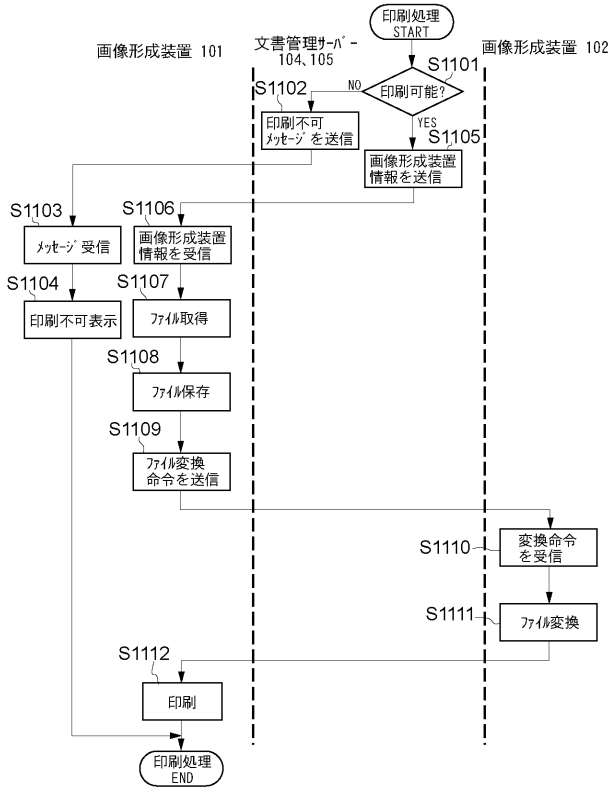 印刷処理
START
画像形成装置 101
文書管理サーバー
104、105
画像形成装置 102
S1101
印刷可能?
NO
YES
S1102
印刷不可
メッセージを送信
S1105
画像形成装置
情報を送信
S1103
メッセージ受信
S1106
画像形成装置
情報を受信
S1104
印刷不可表示
S1107
ファイル取得
S1108
ファイル保存
S1109
ファイル変換
命令を送信
S1110
変換命令
を受信
S1111
ファイル変換
S1112
印刷
印刷処理
END